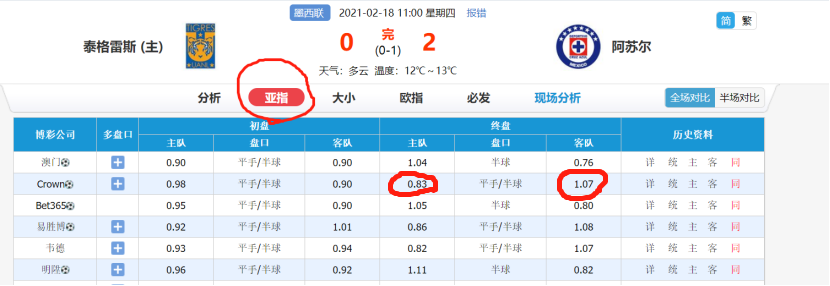 墨西联 2021-02-18 11:00 星期四 报错
简 繁
泰格雷斯 (主) 0 完 2 阿苏尔
(0-1)
天气：多云 温度：12℃～13℃
分析 亚指 大小 欧指 必发 现场分析 全场对比 半场对比
博彩公司 多盘口 初盘 终盘 历史资料
主队 盘口 客队 主队 盘口 客队
澳门 0.90 平手/半球 0.90 1.04 半球 0.76 详 统 主 客 同
Crown 0.98 平手/半球 0.90 0.83 平手/半球 1.07 详 统 主 客 同
Bet365 0.95 平手/半球 0.90 1.05 半球 0.80 详 统 主 客 同
易胜博 0.92 平手/半球 1.01 0.86 平手/半球 1.08 详 统 主 客 同
韦德 0.93 平手/半球 0.94 0.82 平手/半球 1.07 详 统 主 客 同
明陞 0.96 平手/半球 0.92 1.11 半球 0.82 详 统 主 客 同